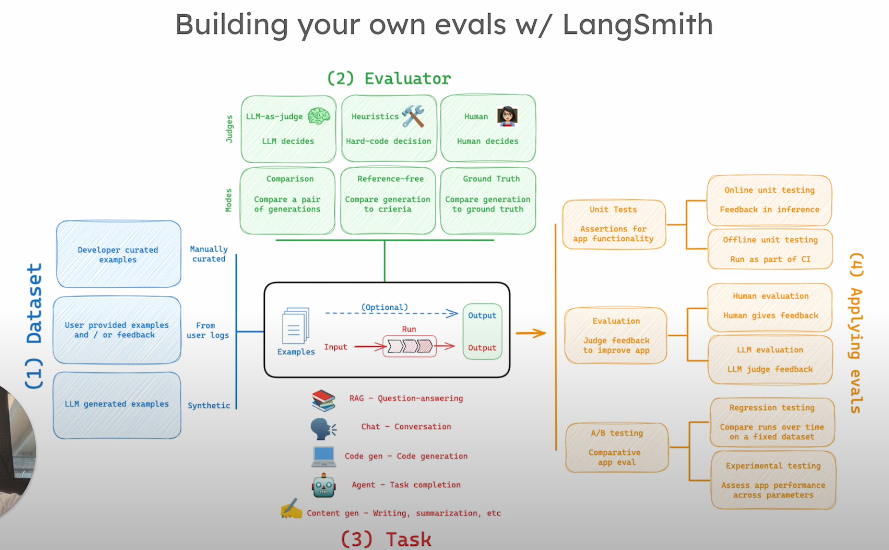 Building your own evals w/ LangSmith
(2) Evaluator
Judges
LLM-as-judge
LLM decides
Heuristics
Hard-code decision
Human
Human decides
Modes
Comparison
Compare a pair
of generations
Reference-free
Compare generation
to crieria
Ground Truth
Compare generation
to ground truth
(1) Dataset
Developer curated
examples
Manually
curated
User provided examples
and / or feedback
From
user logs
LLM generated examples
Synthetic
Examples
(Optional)
Output
Input
Run
Output
RAG - Question-answering
Chat - Conversation
Code gen - Code generation
Agent - Task completion
Content gen - Writing, summarization, etc
(3) Task
Unit Tests
Assertions for
app functionality
Online unit testing
Feedback in inference
Offline unit testing
Run as part of CI
Evaluation
Judge feedback
to improve app
Human evaluation
Human gives feedback
LLM evaluation
LLM judge feedback
A/B testing
Comparative
app eval
Regression testing
Compare runs over time
on a fixed dataset
Experimental testing
Assess app performance
across parameters
(4) Applying evals